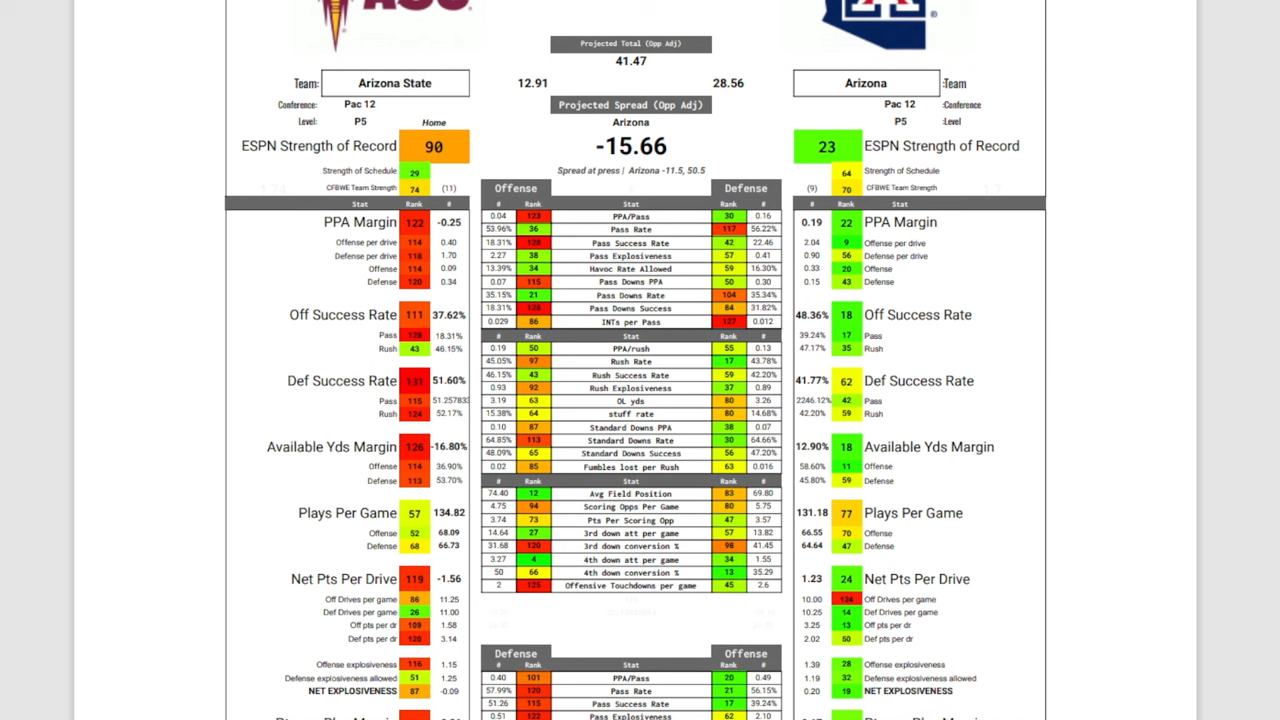 ASU
A
Projected Total (Opp Adj)
41.47
Team: Arizona State 12.91 28.56 Arizona :Team
Conference: Pac 12 Projected Spread (Opp Adj) Pac 12 :Conference
Level: P5 Home Arizona P5 :Level
ESPN Strength of Record 90 -15.66 23 ESPN Strength of Record
Strength of Schedule 29 Spread at press | Arizona -11.5, 50.5 64 Strength of Schedule
CFBWE Team Strength 74 (11) Offense Defense (9) 70 CFBWE Team Strength
Stat Rank # # Rank Stat Rank # # Rank Stat
PPA Margin 122 -0.25 0.19 22 PPA Margin
Offense per drive 114 0.40 2.04 9 Offense per drive
Defense per drive 118 1.70 0.90 56 Defense per drive
Offense 114 0.09 0.33 20 Offense
Defense 120 0.34 0.15 43 Defense
Off Success Rate 111 37.62% 48.36% 18 Off Success Rate
Pass 128 18.31% 39.24% 17 Pass
Rush 43 46.15% 47.17% 35 Rush
Def Success Rate 131 51.60% 41.77% 62 Def Success Rate
Pass 115 51.257833 2246.12% 42 Pass
Rush 124 52.17% 42.20% 59 Rush
Available Yds Margin 126 -16.80% 12.90% 18 Available Yds Margin
Offense 114 36.90% 58.60% 11 Offense
Defense 113 53.70% 45.80% 59 Defense
Plays Per Game 57 134.82 131.18 77 Plays Per Game
Offense 52 68.09 66.55 70 Offense
Defense 68 66.73 64.64 47 Defense
Net Pts Per Drive 119 -1.56 1.23 24 Net Pts Per Drive
Off Drives per game 86 11.25 10.00 124 Off Drives per game
Def Drives per game 26 11.00 10.25 14 Def Drives per game
Off pts per dr 109 1.58 3.25 13 Off pts per dr
Def pts per dr 120 3.14 2.02 50 Def pts per dr
Offense explosiveness 116 1.15 1.39 28 Offense explosiveness
Defense explosiveness allowed 51 1.25 1.19 32 Defense explosiveness allowed
NET EXPLOSIVENESS 87 -0.09 0.20 19 NET EXPLOSIVENESS
0.04 123 PPA/Pass 30 0.16
53.96% 36 Pass Rate 117 56.22%
18.31% 128 Pass Success Rate 42 22.46
2.27 38 Pass Explosiveness 57 0.41
13.39% 34 Havoc Rate Allowed 59 16.30%
0.07 115 Pass Downs PPA 50 0.30
35.15% 21 Pass Downs Rate 104 35.34%
18.31% 128 Pass Downs Success 84 31.82%
0.029 86 INTs per Pass 127 0.012
# Rank Stat Rank #
0.19 50 PPA/rush 55 0.13
45.05% 97 Rush Rate 17 43.78%
46.15% 43 Rush Success Rate 59 42.20%
0.93 92 Rush Explosiveness 37 0.89
3.19 63 OL yds 80 3.26
15.38% 64 stuff rate 80 14.68%
0.10 87 Standard Downs PPA 38 0.07
64.85% 113 Standard Downs Rate 30 64.66%
48.09% 65 Standard Downs Success 56 47.20%
0.02 85 Fumbles lost per Rush 63 0.016
# Rank Stat Rank #
74.40 12 Avg Field Position 83 69.80
4.75 94 Scoring Opps Per Game 80 5.75
3.74 73 Pts Per Scoring Opp 47 3.57
14.64 27 3rd down att per game 57 13.82
31.68 120 3rd down conversion % 98 41.45
3.27 4 4th down att per game 34 1.55
50 66 4th down conversion % 13 35.29
2 125 Offensive Touchdowns per game 45 2.6
Defense Offense
# Rank Stat Rank #
0.40 101 PPA/Pass 20 0.49
57.99% 120 Pass Rate 21 56.15%
51.26 115 Pass Success Rate 17 39.24%
0.51 122 Pass Explosiveness 62 2.10